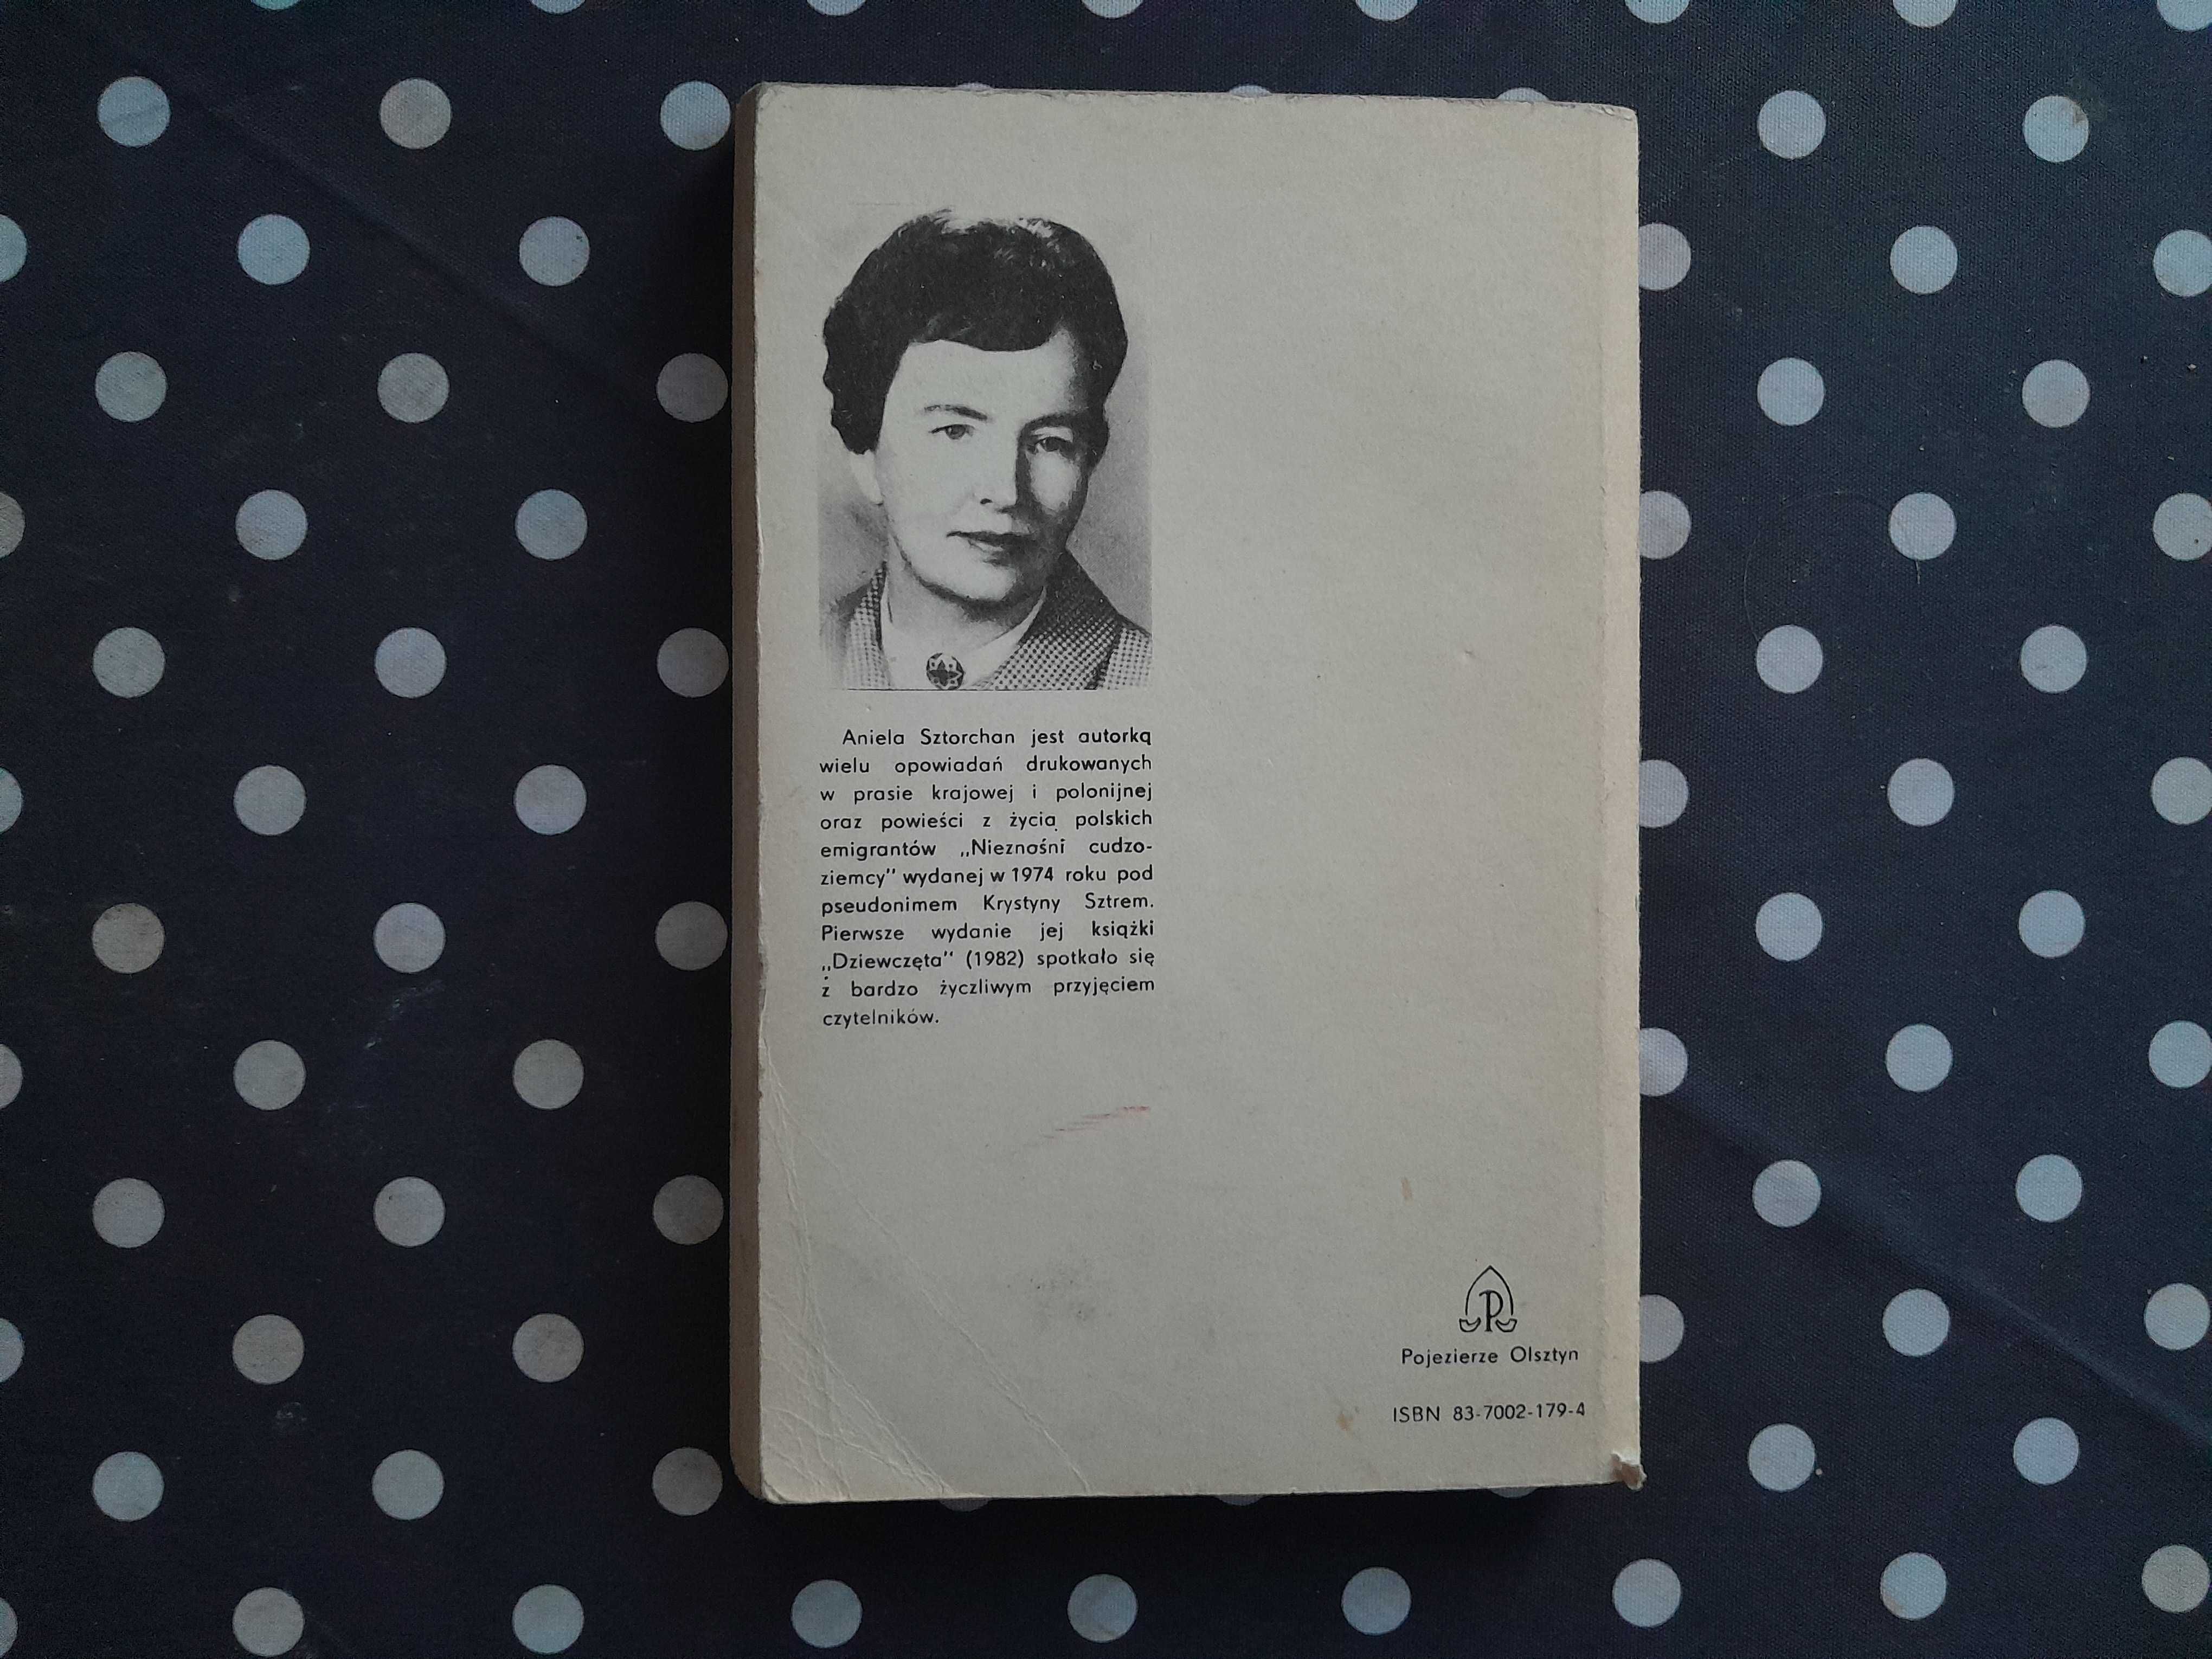 Aniela Sztorchan jest autorką
wielu opowiadań drukowanych
w prasie krajowej i polonijnej
oraz powieści z życia polskich
emigrantów „Nieznośni cudzo-
ziemcy" wydanej w 1974 roku pod
pseudonimem Krystyny Sztrem.
Pierwsze wydanie jej książki
„Dziewczęta" (1982) spotkało się
z bardzo życzliwym przyjęciem
czytelników.
P
Pojezierze Olsztyn
ISBN 83-7002-179-4